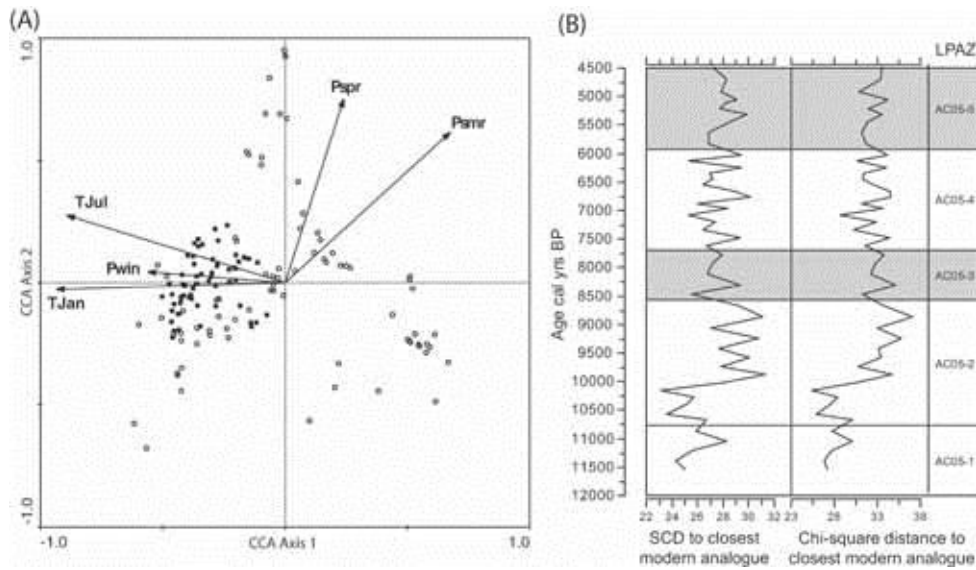 (A)
1.0
CCA Axis 2
-1.0
-1.0
CCA Axis 1
1.0
Pspr
Psmr
TJul
Pwin
TJan
(B)
LPAZ
Age cal yrs BP
4500
5000
5500
6000
6500
7000
7500
8000
8500
9000
9500
10000
10500
11000
11500
12000
AC05-5
AC05-4
AC05-3
AC05-2
AC05-1
22 24 26 28 30 32
23 28 33 38
SCD to closest
modern analogue
Chi-square distance to
closest modern analogue